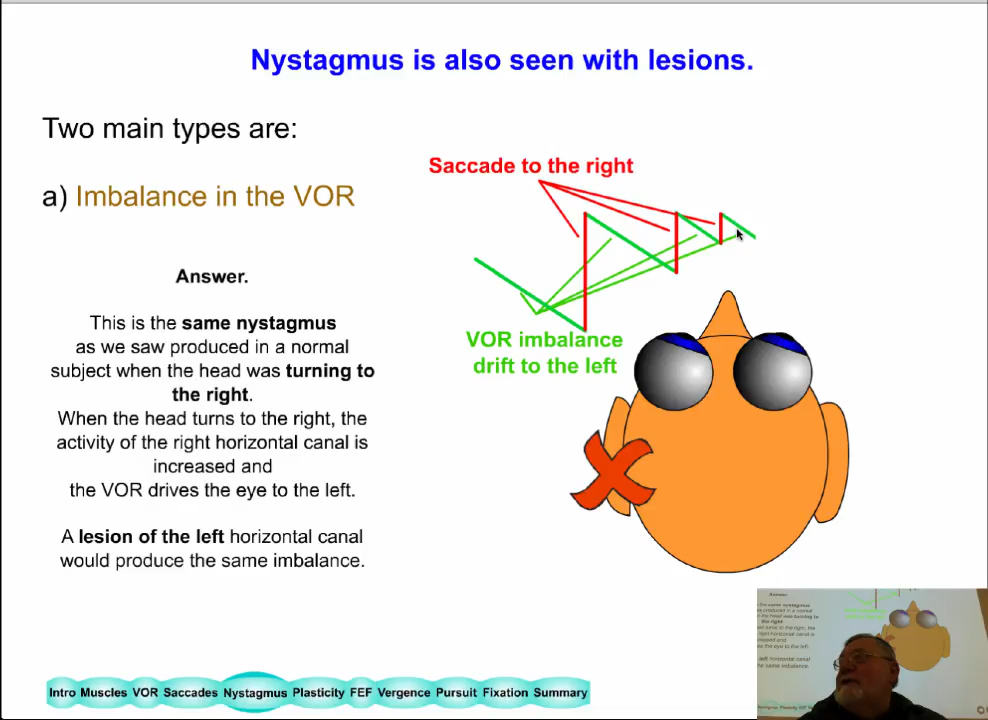 Nystagmus is also seen with lesions.
Two main types are:
a) Imbalance in the VOR
Saccade to the right
VOR imbalance
drift to the left
Answer.
This is the same nystagmus
as we saw produced in a normal
subject when the head was turning to
the right.
When the head turns to the right, the
activity of the right horizontal canal is
increased and
the VOR drives the eye to the left.
A lesion of the left horizontal canal
would produce the same imbalance.
Intro Muscles VOR Saccades Nystagmus Plasticity FEF Vergence Pursuit Fixation Summary